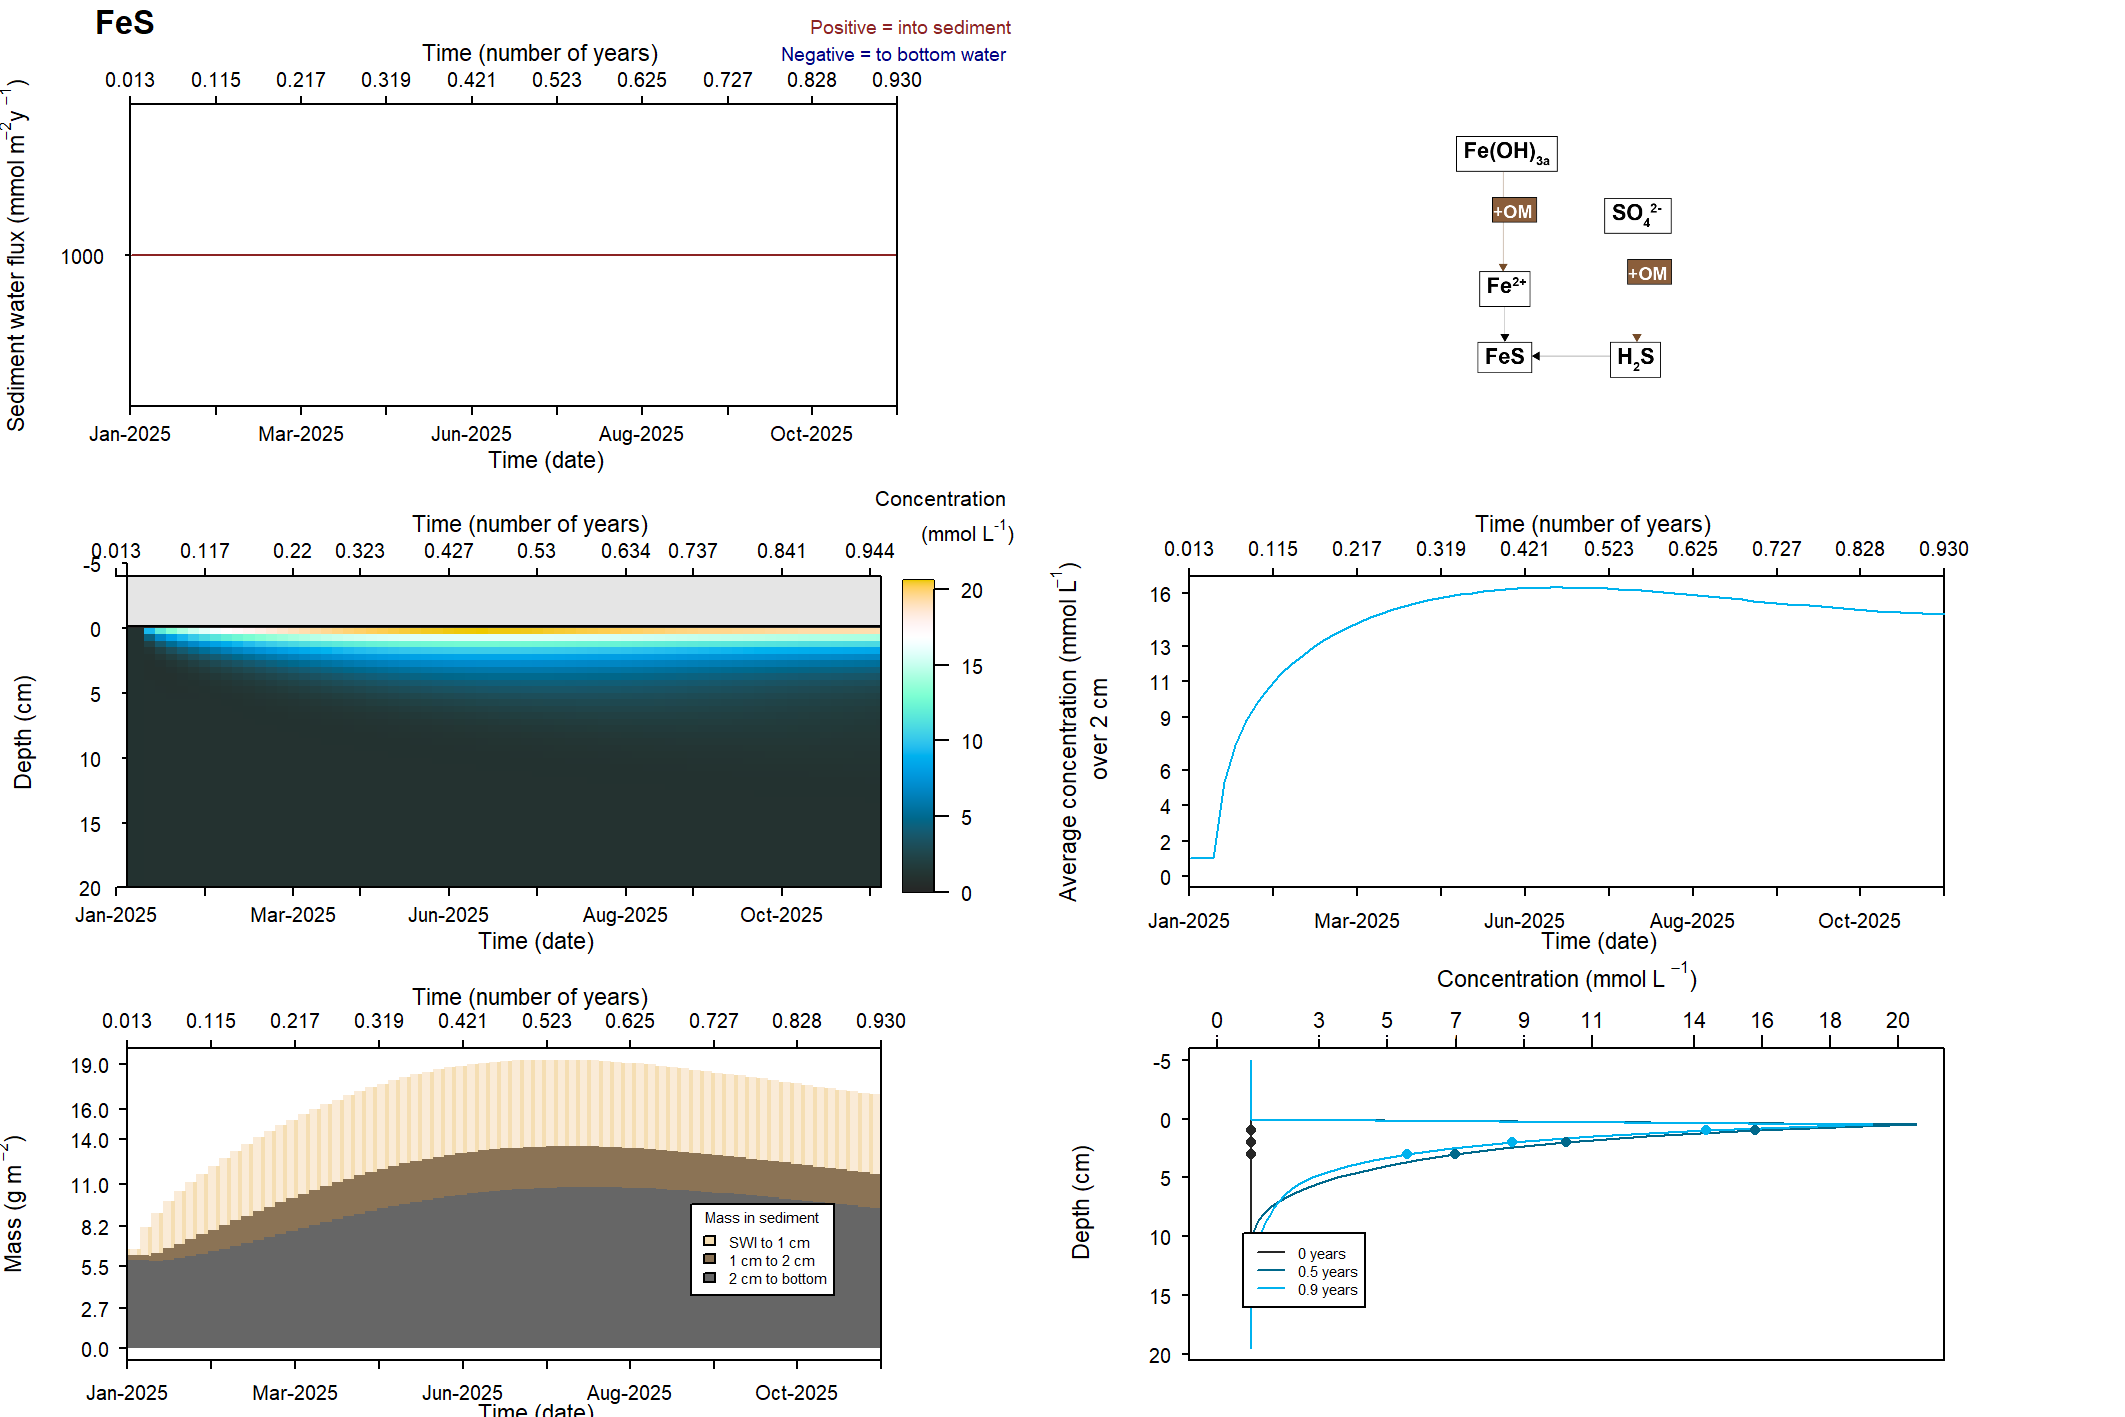 FeS
Positive = into sediment
Negative = to bottom water
Time (number of years)
0.013 0.115 0.217 0.319 0.421 0.523 0.625 0.727 0.828 0.930
Sediment water flux (mmol m⁻²y⁻¹)
1000
Jan-2025 Mar-2025 Jun-2025 Aug-2025 Oct-2025
Time (date)
Fe(OH)₃ₐ
+OM
SO₄²⁻
+OM
Fe²⁺
FeS
H₂S
Concentration
(mmol L⁻¹)
Time (number of years)
0.013 0.117 0.22 0.323 0.427 0.53 0.634 0.737 0.841 0.944
Depth (cm)
-5
0
5
10
15
20
20
15
10
5
0
Jan-2025 Mar-2025 Jun-2025 Aug-2025 Oct-2025
Time (date)
Time (number of years)
0.013 0.115 0.217 0.319 0.421 0.523 0.625 0.727 0.828 0.930
Average concentration (mmol L⁻¹)
over 2 cm
16
13
11
9
6
4
2
0
Jan-2025 Mar-2025 Jun-2025 Aug-2025 Oct-2025
Time (date)
Time (number of years)
0.013 0.115 0.217 0.319 0.421 0.523 0.625 0.727 0.828 0.930
Mass (g m⁻²)
19.0
16.0
14.0
11.0
8.2
5.5
2.7
0.0
Mass in sediment
SWI to 1 cm
1 cm to 2 cm
2 cm to bottom
Jan-2025 Mar-2025 Jun-2025 Aug-2025 Oct-2025
Time (date)
Concentration (mmol L⁻¹)
0 3 5 7 9 11 14 16 18 20
Depth (cm)
-5
0
5
10
15
20
0 years
0.5 years
0.9 years